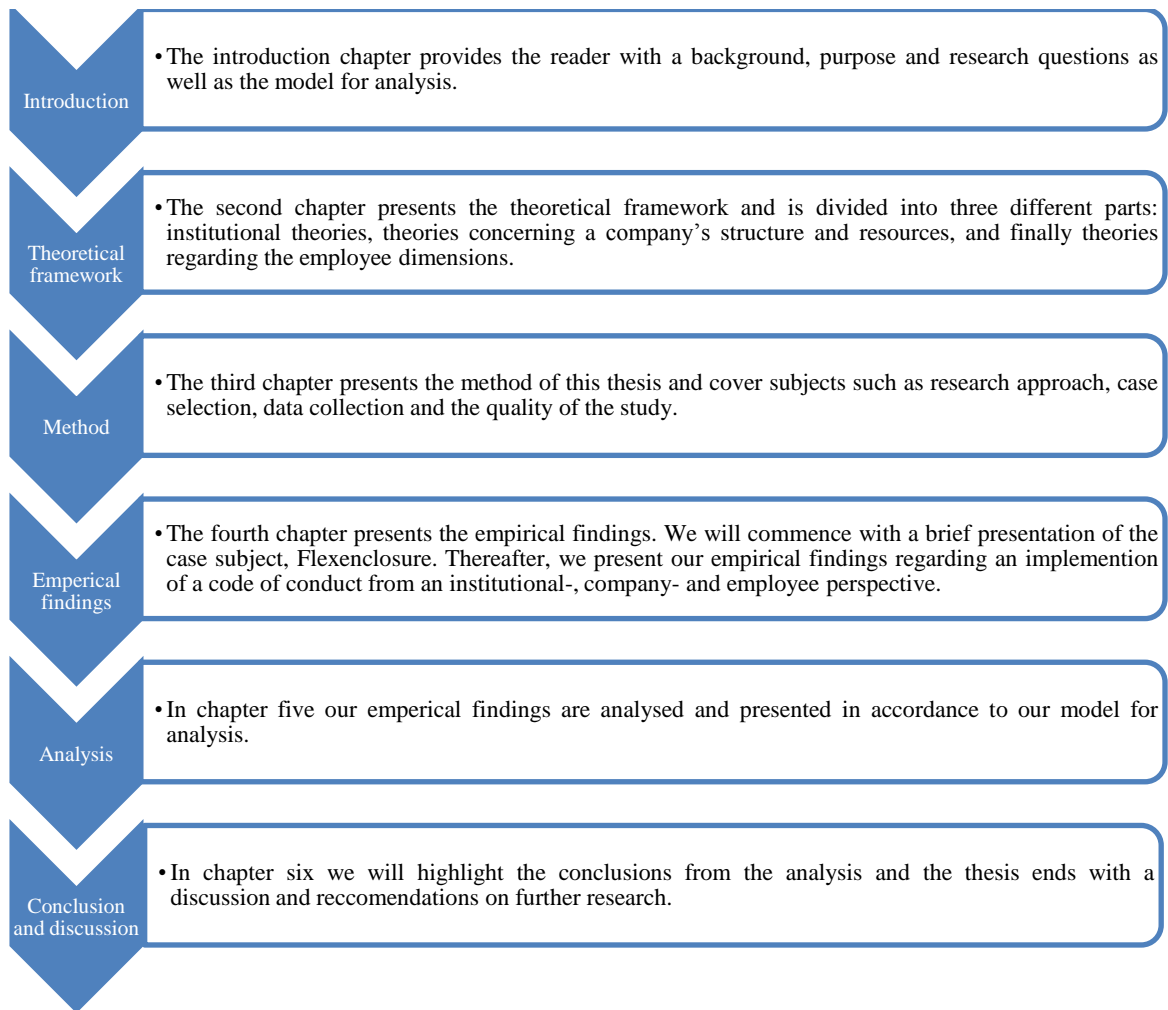 Introduction
• The introduction chapter provides the reader with a background, purpose and research questions as
well as the model for analysis.
Theoretical
framework
• The second chapter presents the theoretical framework and is divided into three different parts:
institutional theories, theories concerning a company's structure and resources, and finally theories
regarding the employee dimensions.
Method
• The third chapter presents the method of this thesis and cover subjects such as research approach, case
selection, data collection and the quality of the study.
Emperical
findings
• The fourth chapter presents the empirical findings. We will commence with a brief presentation of the
case subject, Flexenclosure. Thereafter, we present our empirical findings regarding an implemention
of a code of conduct from an institutional-, company- and employee perspective.
Analysis
• In chapter five our emperical findings are analysed and presented in accordance to our model for
analysis.
Conclusion
and discussion
• In chapter six we will highlight the conclusions from the analysis and the thesis ends with a
discussion and reccomendations on further research.